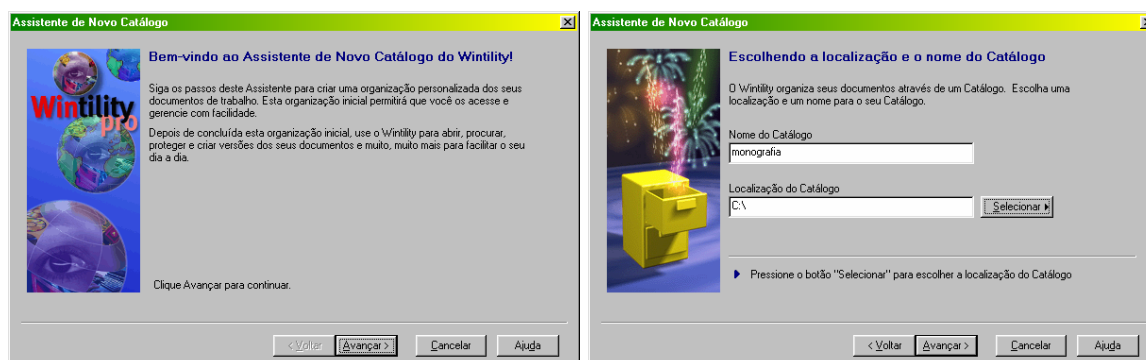 Assistente de Novo Catálogo
Wintility
pro
Bem-vindo ao Assistente de Novo Catálogo do Wintility!
Siga os passos deste Assistente para criar uma organização personalizada dos seus
documentos de trabalho. Esta organização inicial permitirá que você os acesse e
gerencie com facilidade.
Depois de concluída esta organização inicial, use o Wintility para abrir, procurar,
proteger e criar versões dos seus documentos e muito, muito mais para facilitar o seu
dia a dia.
Clique Avançar para continuar.
< Voltar
Avançar >
Cancelar
Ajuda
Assistente de Novo Catálogo
Escolhendo a localização e o nome do Catálogo
O Wintility organiza seus documentos através de um Catálogo. Escolha uma
localização e um nome para o seu Catálogo.
Nome do Catálogo
monografia
Localização do Catálogo
C:\
Selecionar
Pressione o botão "Selecionar" para escolher a localização do Catálogo
< Voltar
Avançar >
Cancelar
Ajuda